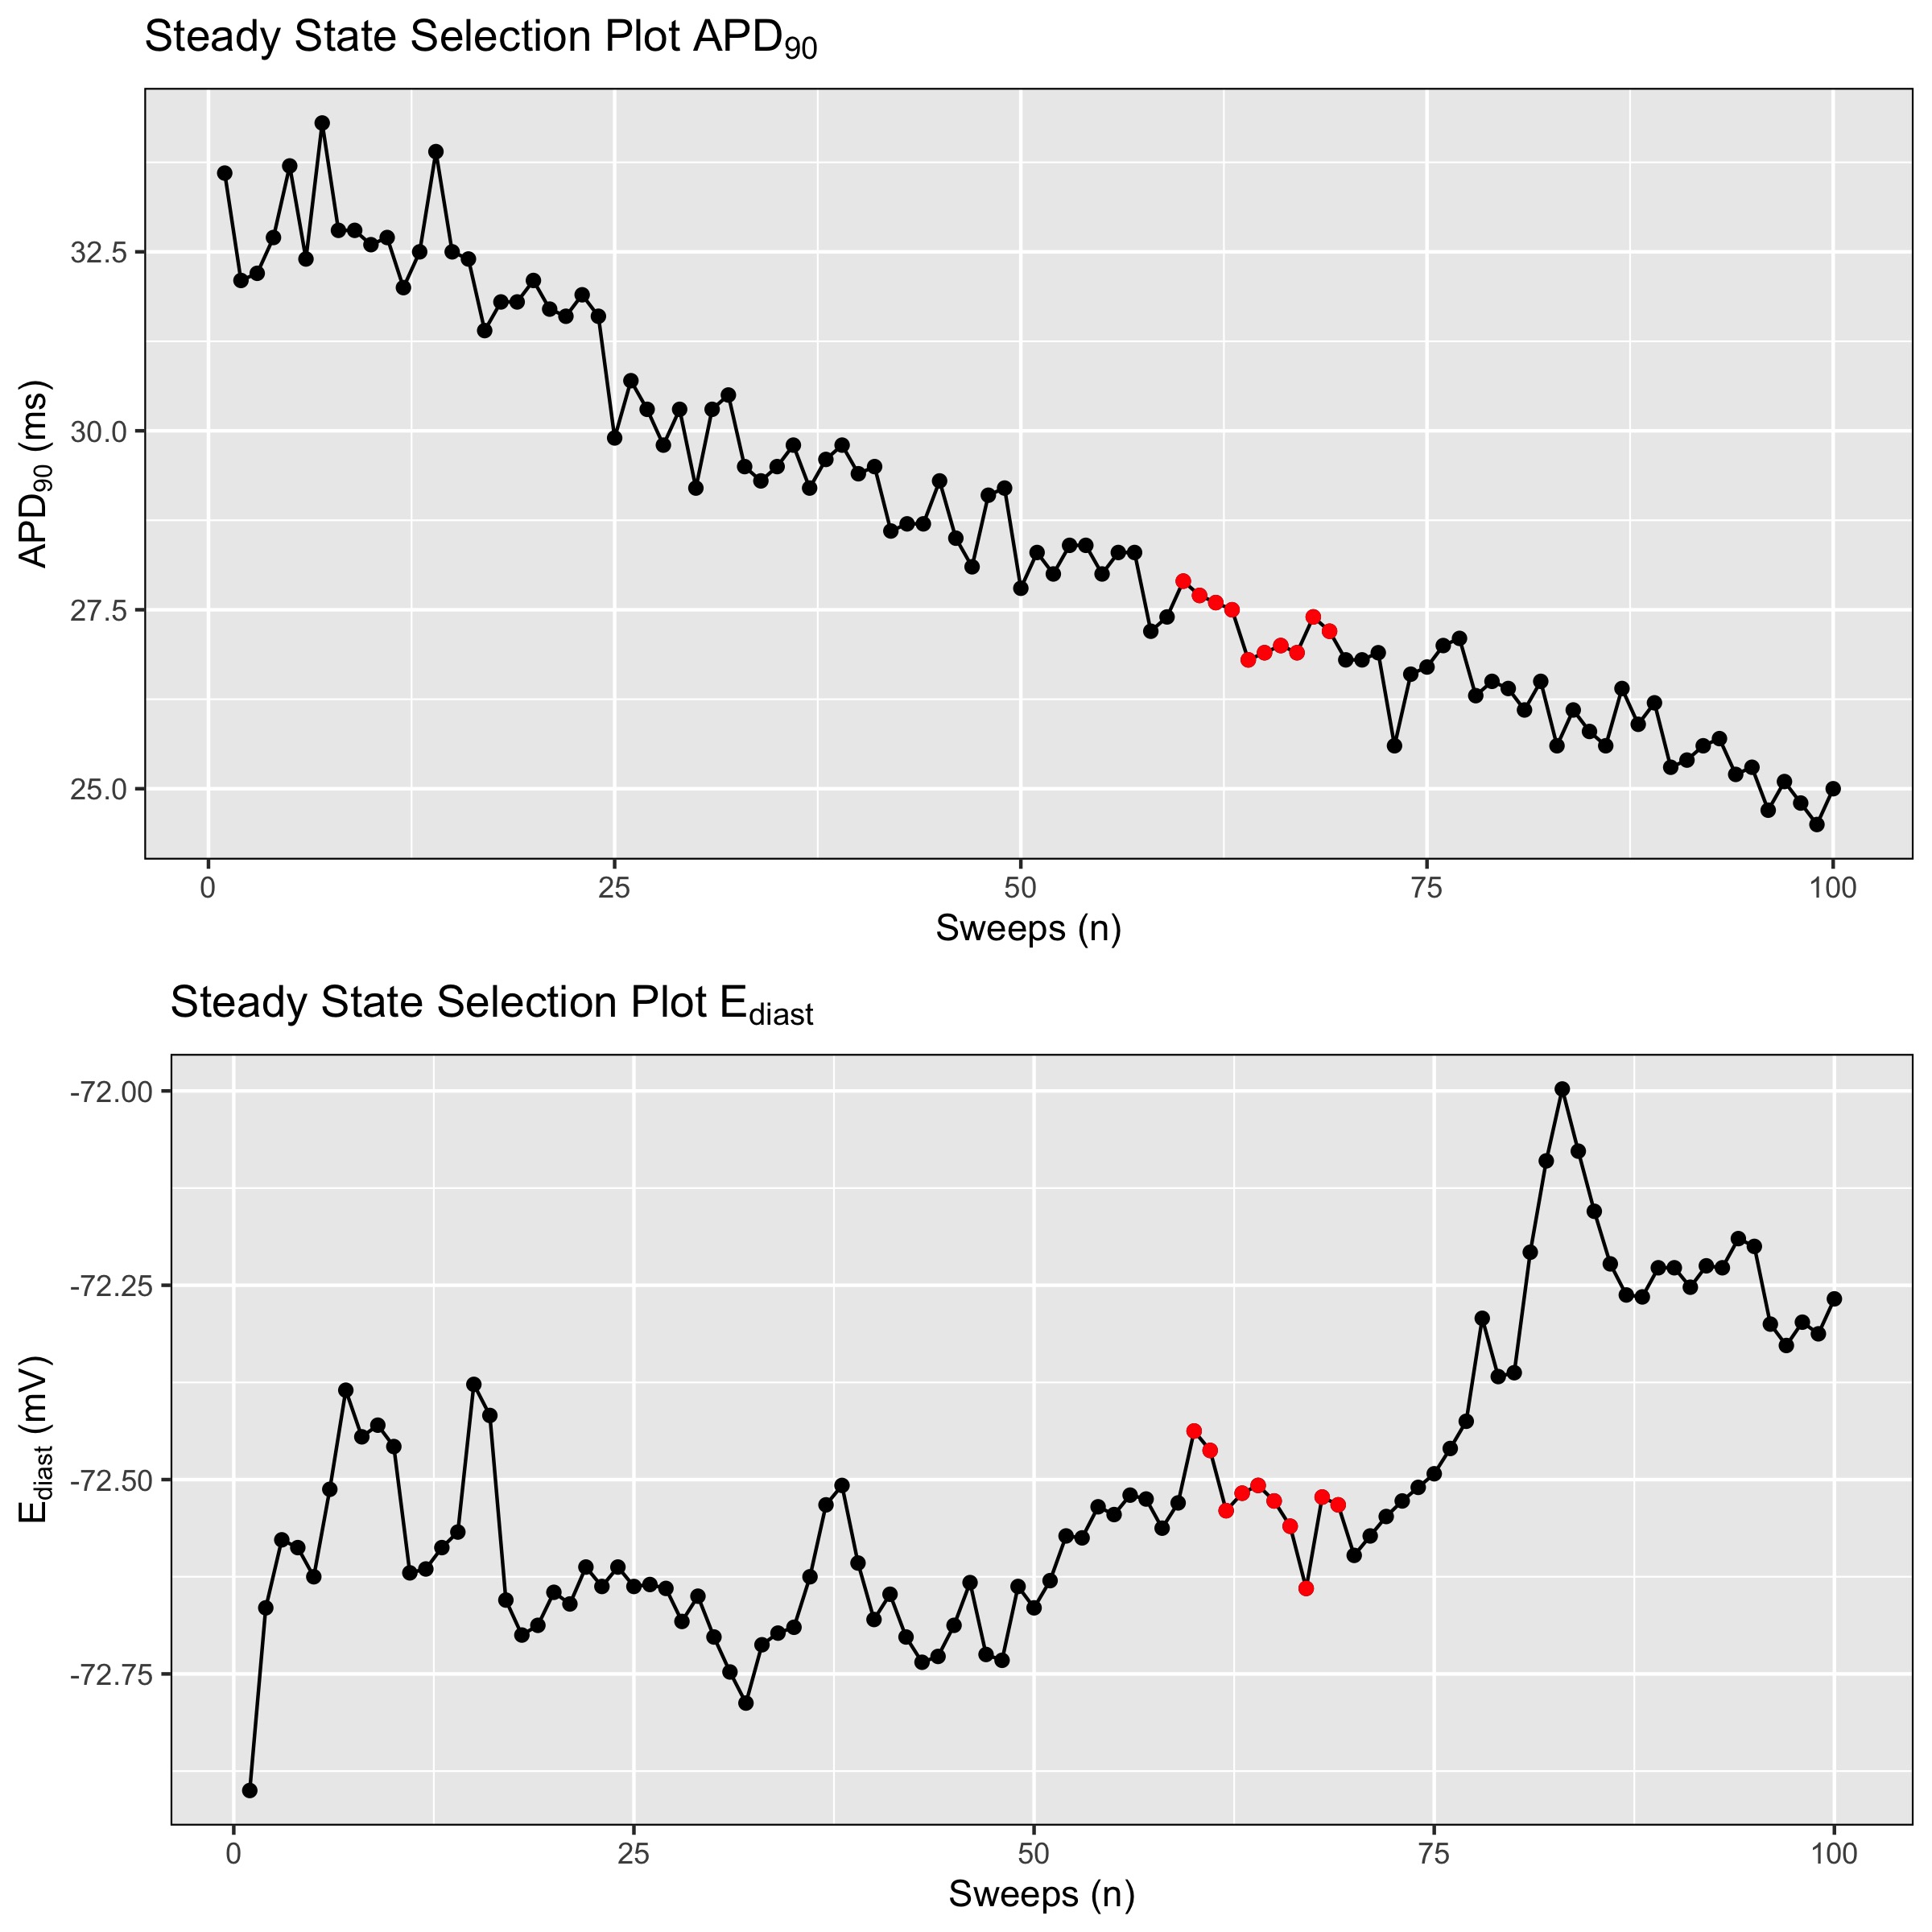 Steady State Selection Plot APD90
APD90 (ms)
32.5
30.0
27.5
25.0
0 25 50 75 100
Sweeps (n)
Steady State Selection Plot Ediast
Ediast (mV)
-72.00
-72.25
-72.50
-72.75
0 25 50 75 100
Sweeps (n)